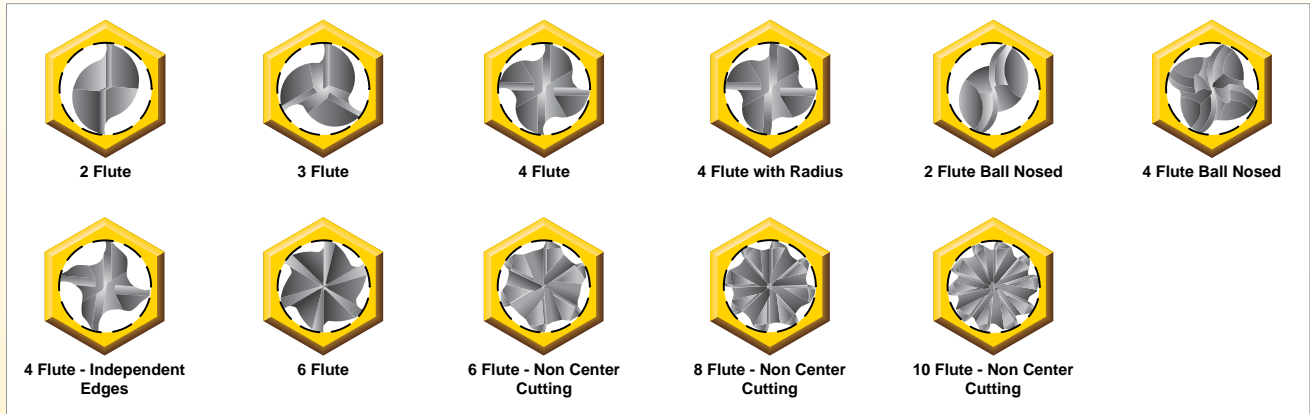 2 Flute
3 Flute
4 Flute
4 Flute with Radius
2 Flute Ball Nosed
4 Flute Ball Nosed
4 Flute - Independent
Edges
6 Flute
6 Flute - Non Center
Cutting
8 Flute - Non Center
Cutting
10 Flute - Non Center
Cutting